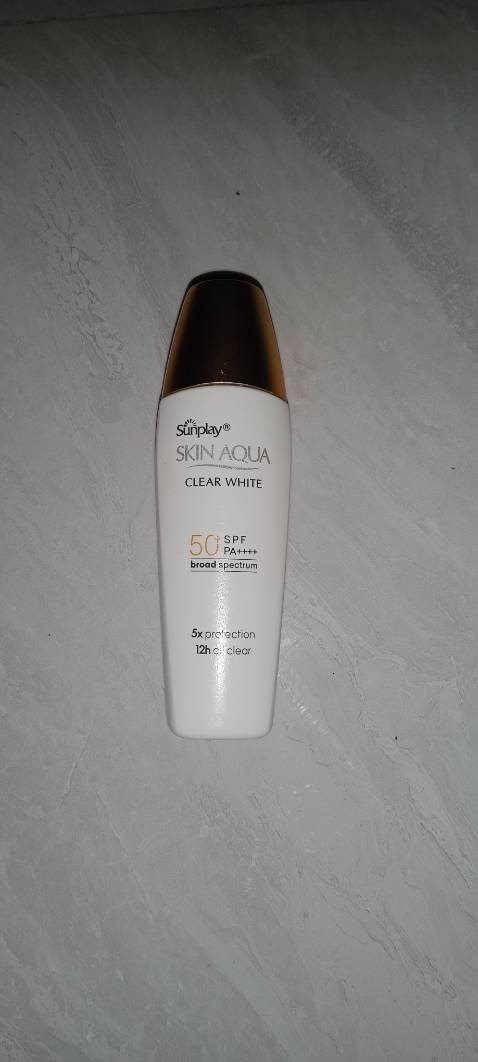 Sunplay®
SKIN AQUA
CLEAR WHITE
50+ SPF
PA++++
broad spectrum
5x protection
12h oil clear